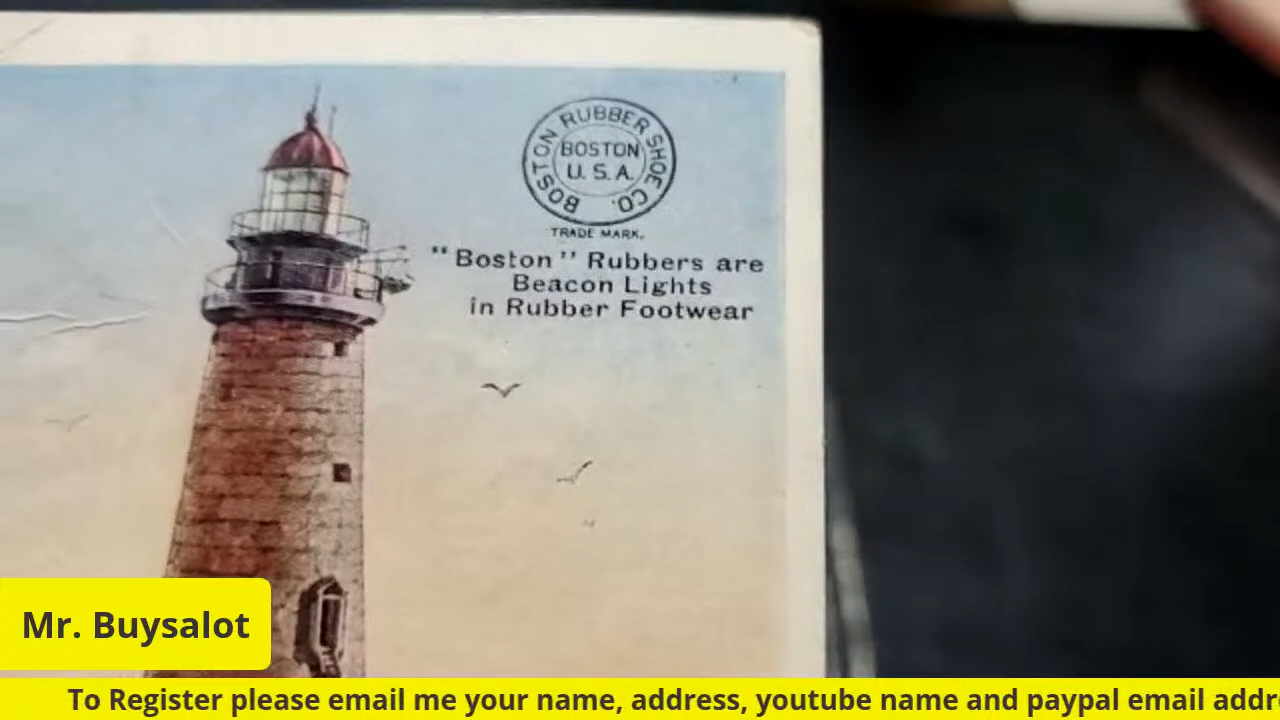 BOSTON RUBBER SHOE CO.
BOSTON
U. S. A.
TRADE MARK.
"Boston" Rubbers are
Beacon Lights
in Rubber Footwear
Mr. Buysalot
To Register please email me your name, address, youtube name and paypal email addr